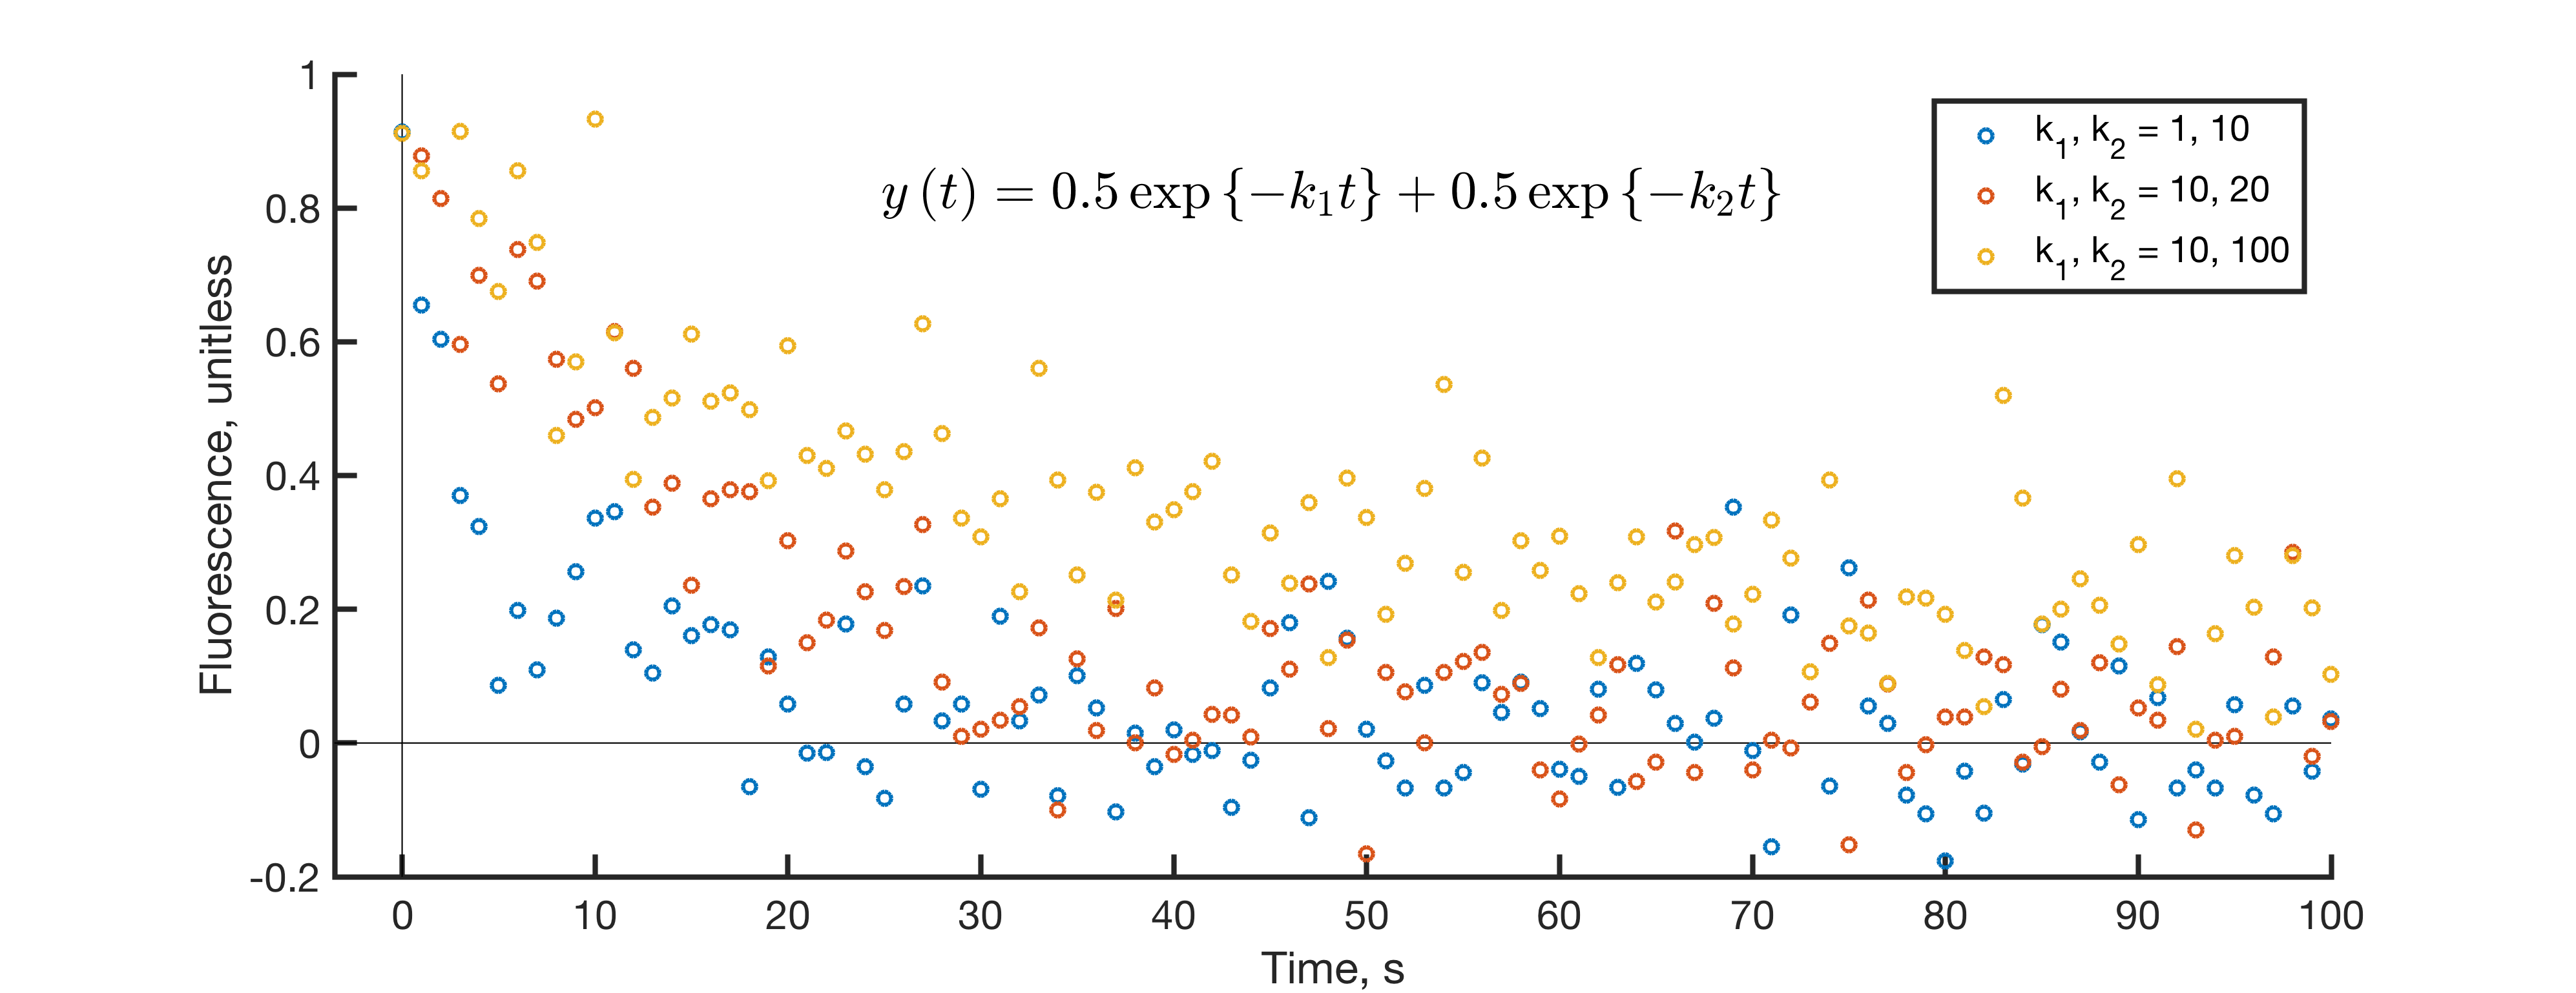 1
0.8
0.6
0.4
0.2
0
-0.2
Fluorescence, unitless
y (t) = 0.5 exp {−k₁t} + 0.5 exp {−k₂t}
k₁, k₂ = 1, 10
k₁, k₂ = 10, 20
k₁, k₂ = 10, 100
0 10 20 30 40 50 60 70 80 90 100
Time, s